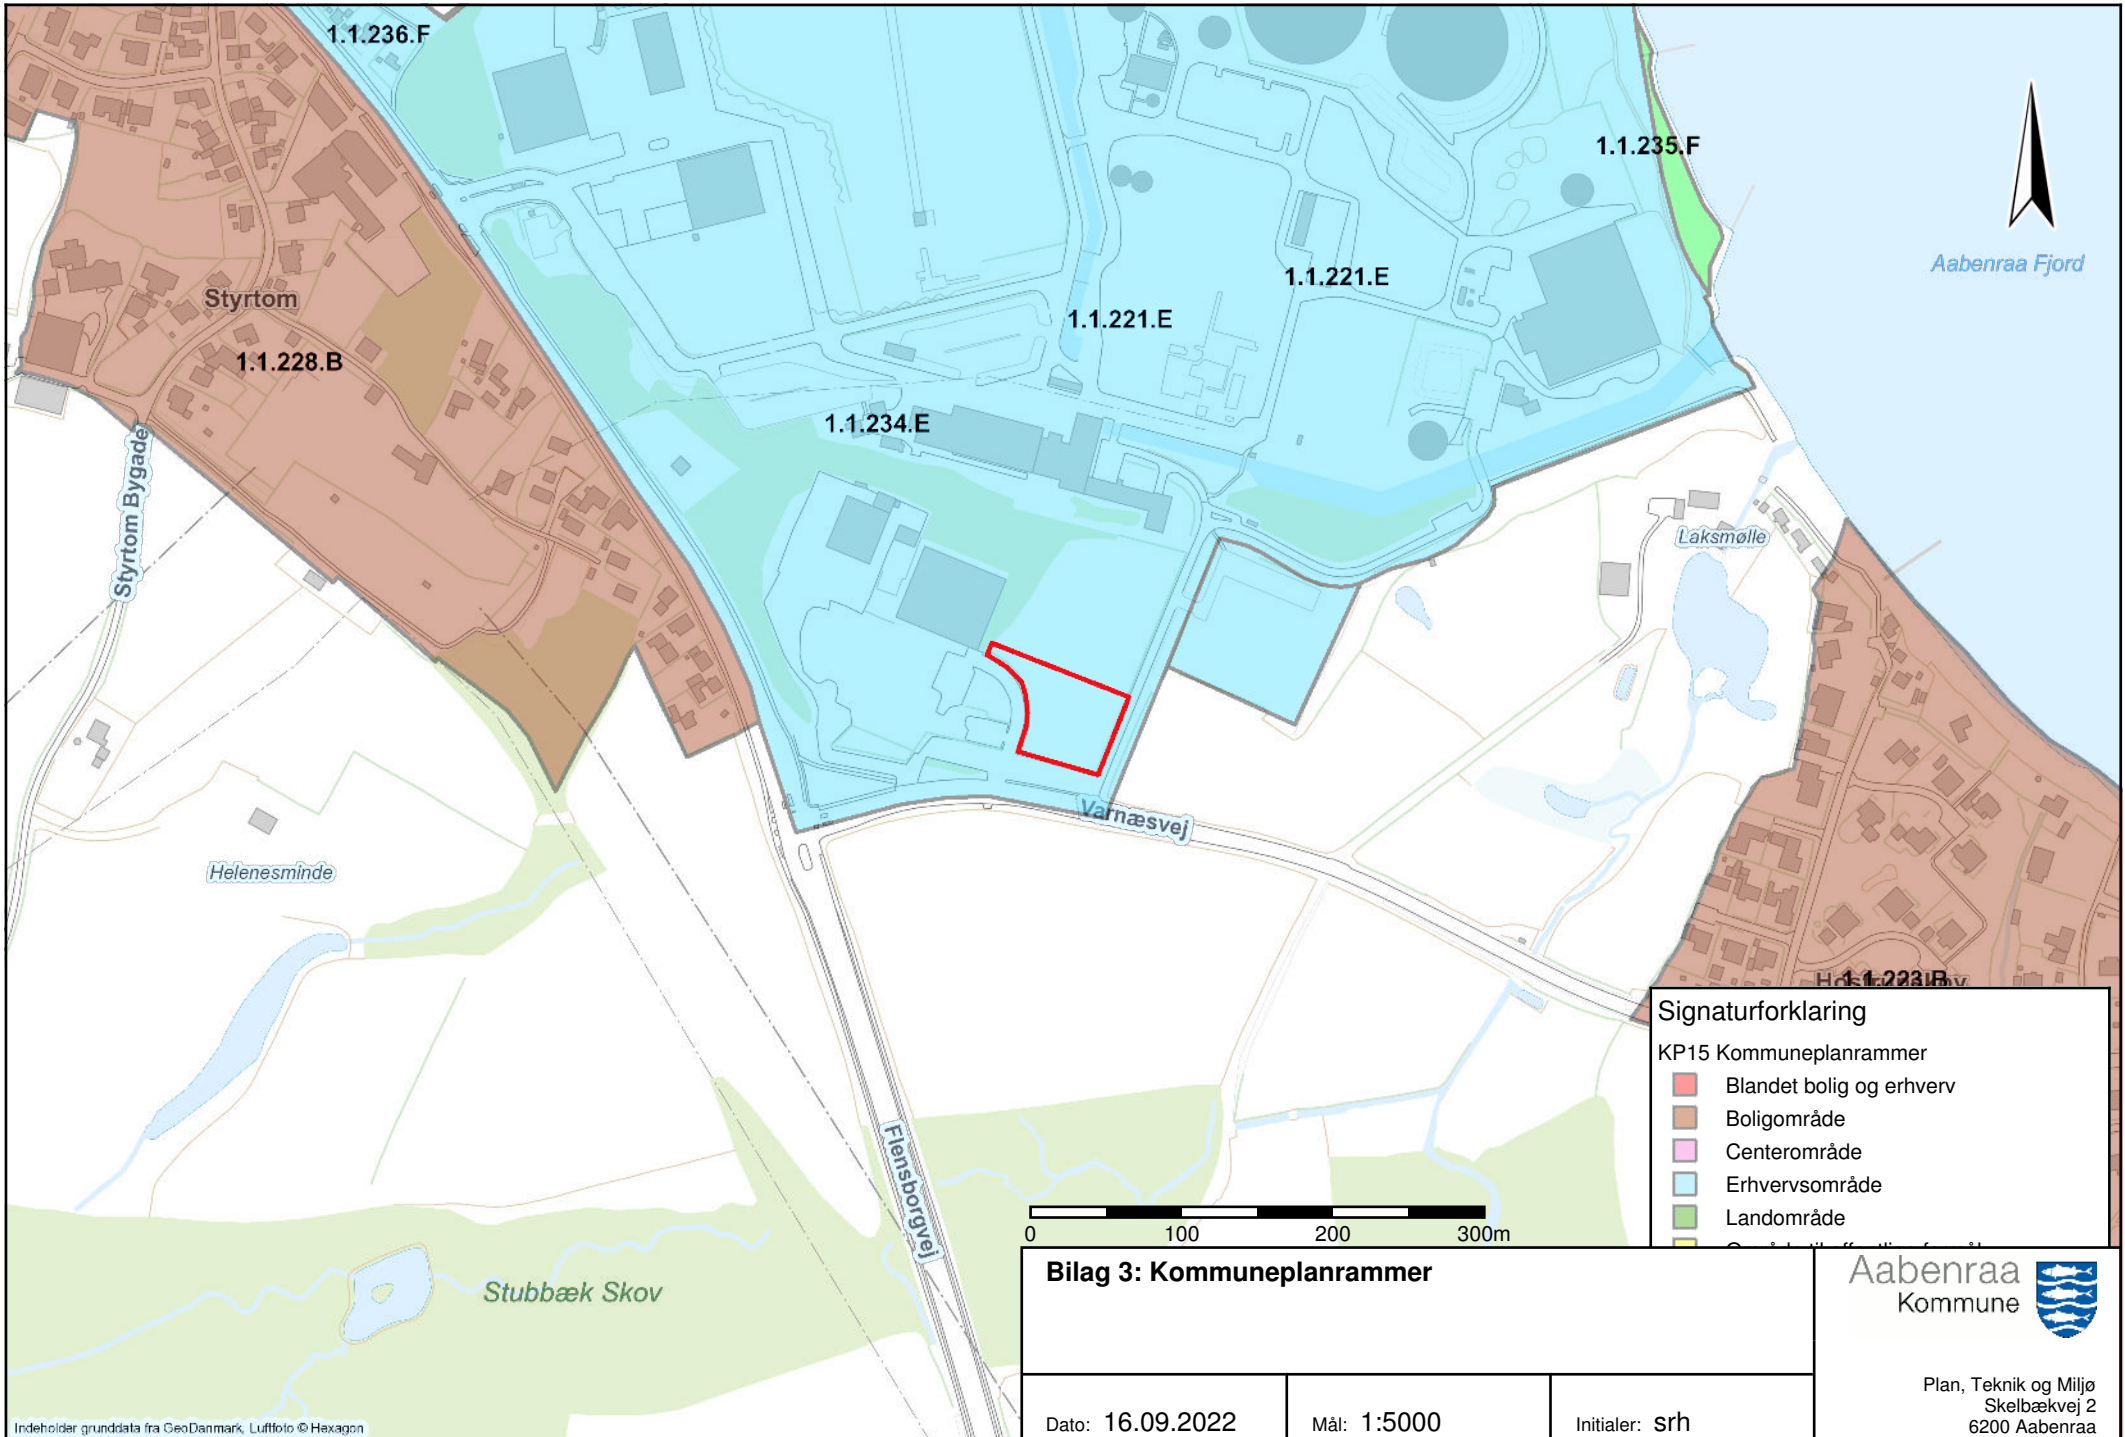 1.1.236.F
1.1.235.F
Aabenraa Fjord
1.1.221.E
Styrtom
1.1.221.E
1.1.228.B
1.1.234.E
Styrtom Bygade
Laksmølle
Varnæsvej
Helenesminde
1.1.223.B
Signaturforklaring
KP15 Kommuneplanrammer
Blandet bolig og erhverv
Boligområde
Centerområde
Erhvervsområde
Landområde
Flensborgvej
0 100 200 300m
Stubbæk Skov
Bilag 3: Kommuneplanrammer
Aabenraa
Kommune
Plan, Teknik og Miljø
Skelbækvej 2
6200 Aabenraa
Dato: 16.09.2022
Mål: 1:5000
Initialer: srh
Indeholder grunddata fra GeoDanmark, Luftfoto © Hexagon